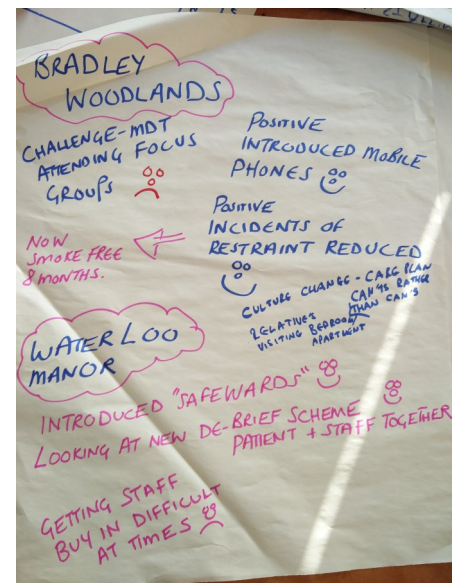 BRADLEY
WOODLANDS
CHALLENGE-MDT
ATTENDING FOCUS
GROUPS
POSITIVE
INTRODUCED MOBILE
PHONES
POSITIVE
INCIDENTS OF
RESTRAINT REDUCED
NOW
SMOKE FREE
8 MONTHS.
CULTURE CHANGE - CARE PLAN
CAN'S RATHER
THAN CAN'S
RELATIVES
VISITING BEDROOM/
APARTMENT
WATERLOO
MANOR
INTRODUCED "SAFEWARDS"
LOOKING AT NEW DE-BRIEF SCHEME
PATIENT + STAFF TOGETHER
GETTING STAFF
BUY IN DIFFICULT
AT TIMES